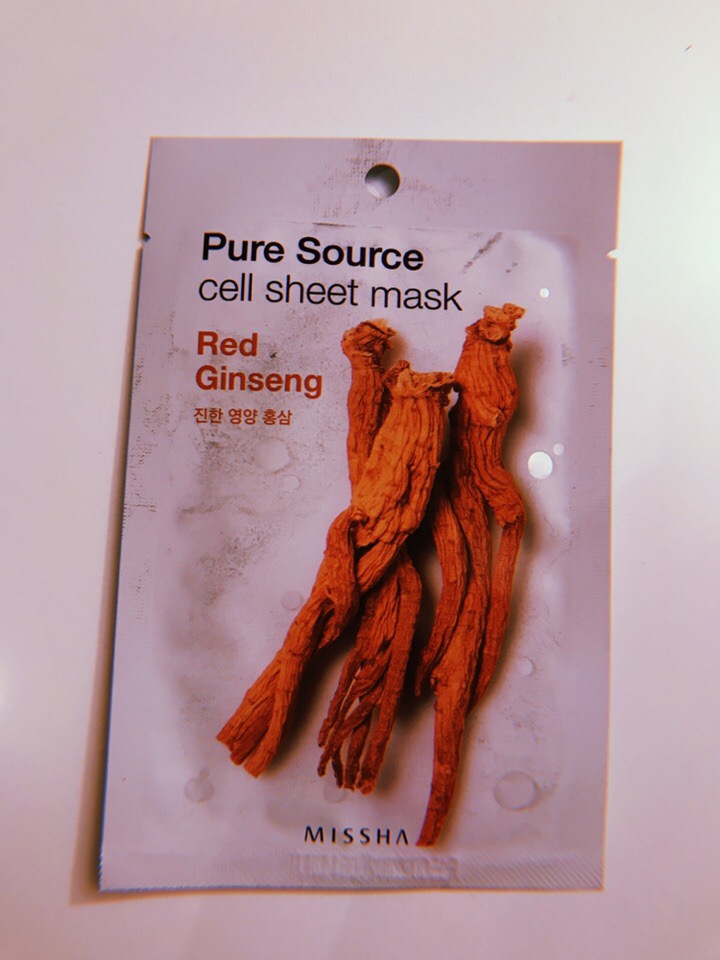 Pure Source
cell sheet mask
Red
Ginseng
진한 영양 홍삼
MISSHA